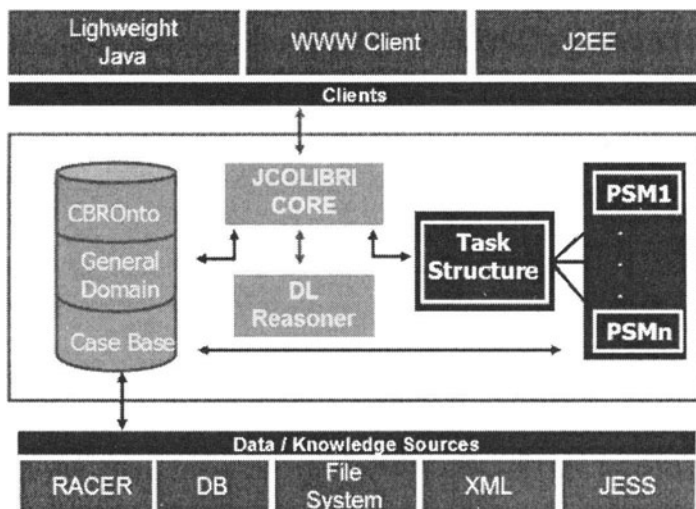 Lighweight
Java
WWW Client
J2EE
Clients
JCOLIBRI
CORE
CBROnto
General
Domain
Case Base
DL
Reasoner
Task
Structure
PSM1
.
.
.
PSMn
Data / Knowledge Sources
RACER
DB
File
System
XML
JESS